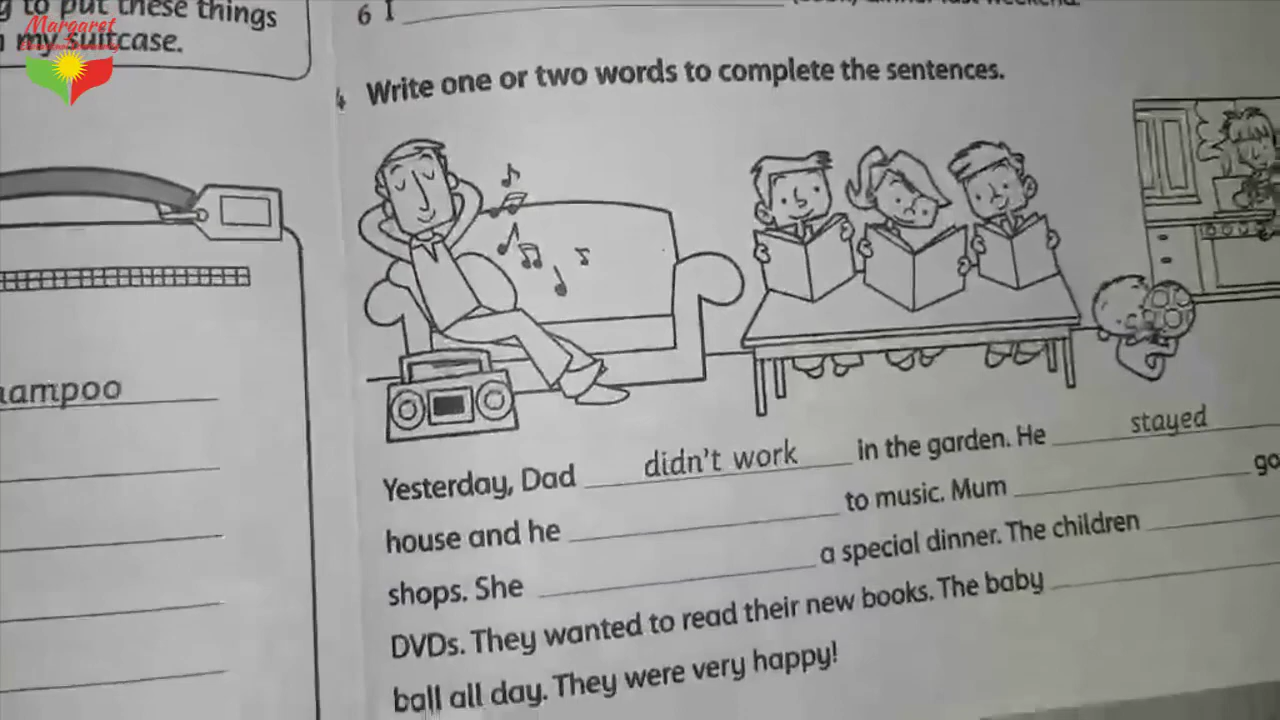 to put these things
my suitcase.
Margaret
6 I
4 Write one or two words to complete the sentences.
ampoo
Yesterday, Dad didn't work in the garden. He stayed
house and he to music. Mum go
shops. She a special dinner. The children
DVDs. They wanted to read their new books. The baby
ball all day. They were very happy!